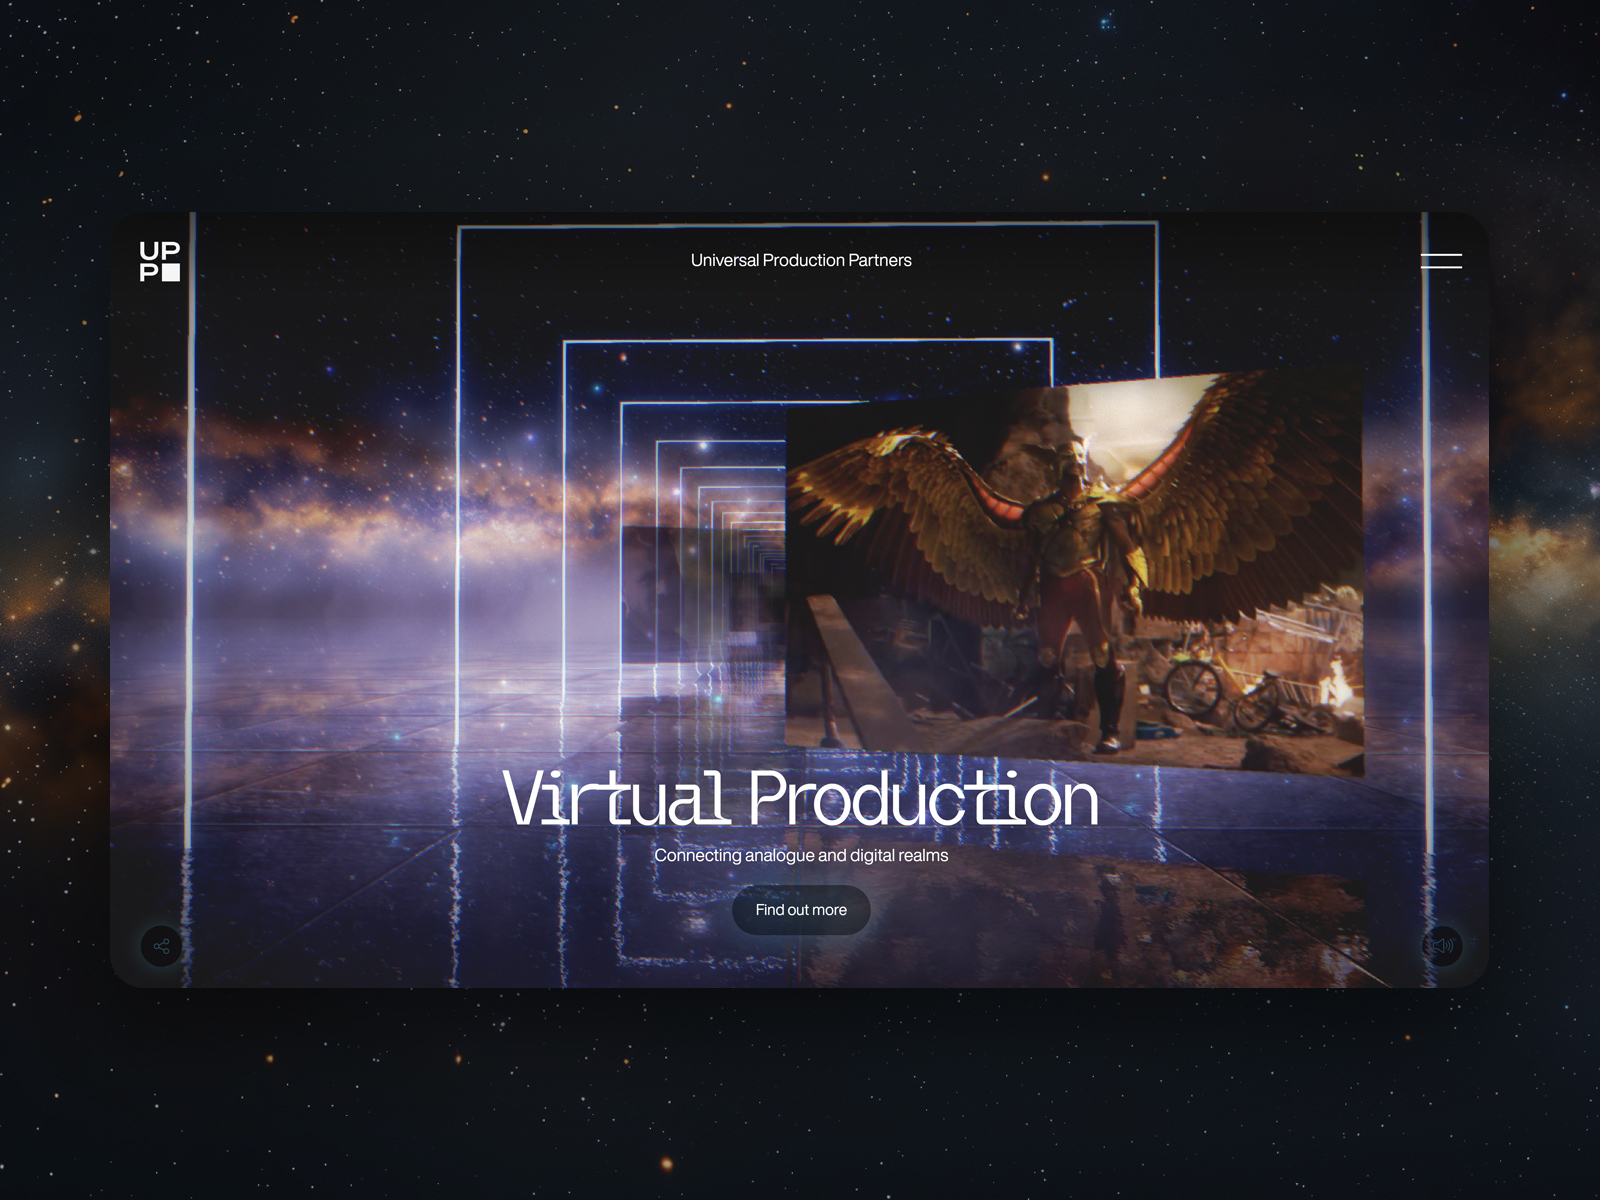 UP
P
Universal Production Partners
Virtual Production
Connecting analogue and digital realms
Find out more